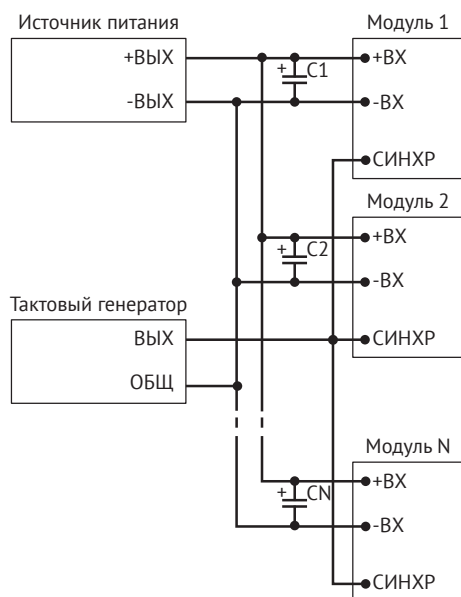 Источник питания
+ВЫХ
-ВЫХ
+ C1
Модуль 1
+ВХ
-ВХ
СИНХР
Модуль 2
+ C2
+ВХ
-ВХ
СИНХР
Тактовый генератор
ВЫХ
ОБЩ
Модуль N
+ CN
+ВХ
-ВХ
СИНХР